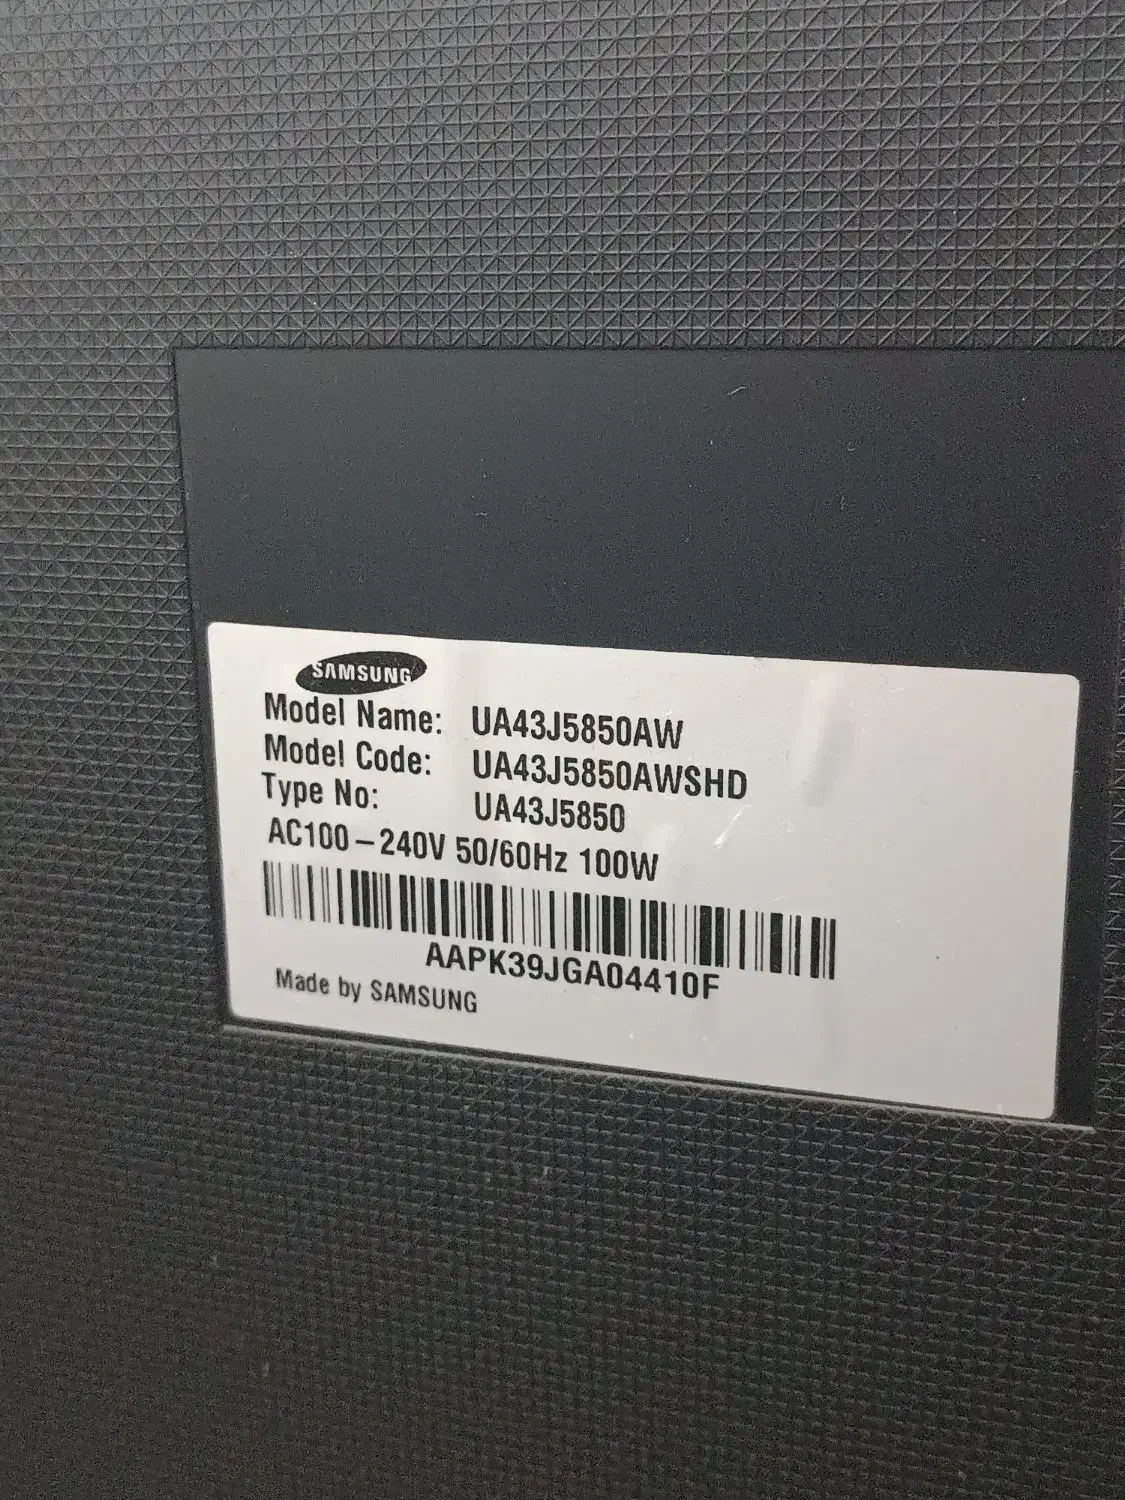 SAMSUNG
Model Name: UA43J5850AW
Model Code: UA43J5850AWSHD
Type No: UA43J5850
AC100-240V 50/60Hz 100W
AAPK39JGA04410F
Made by SAMSUNG